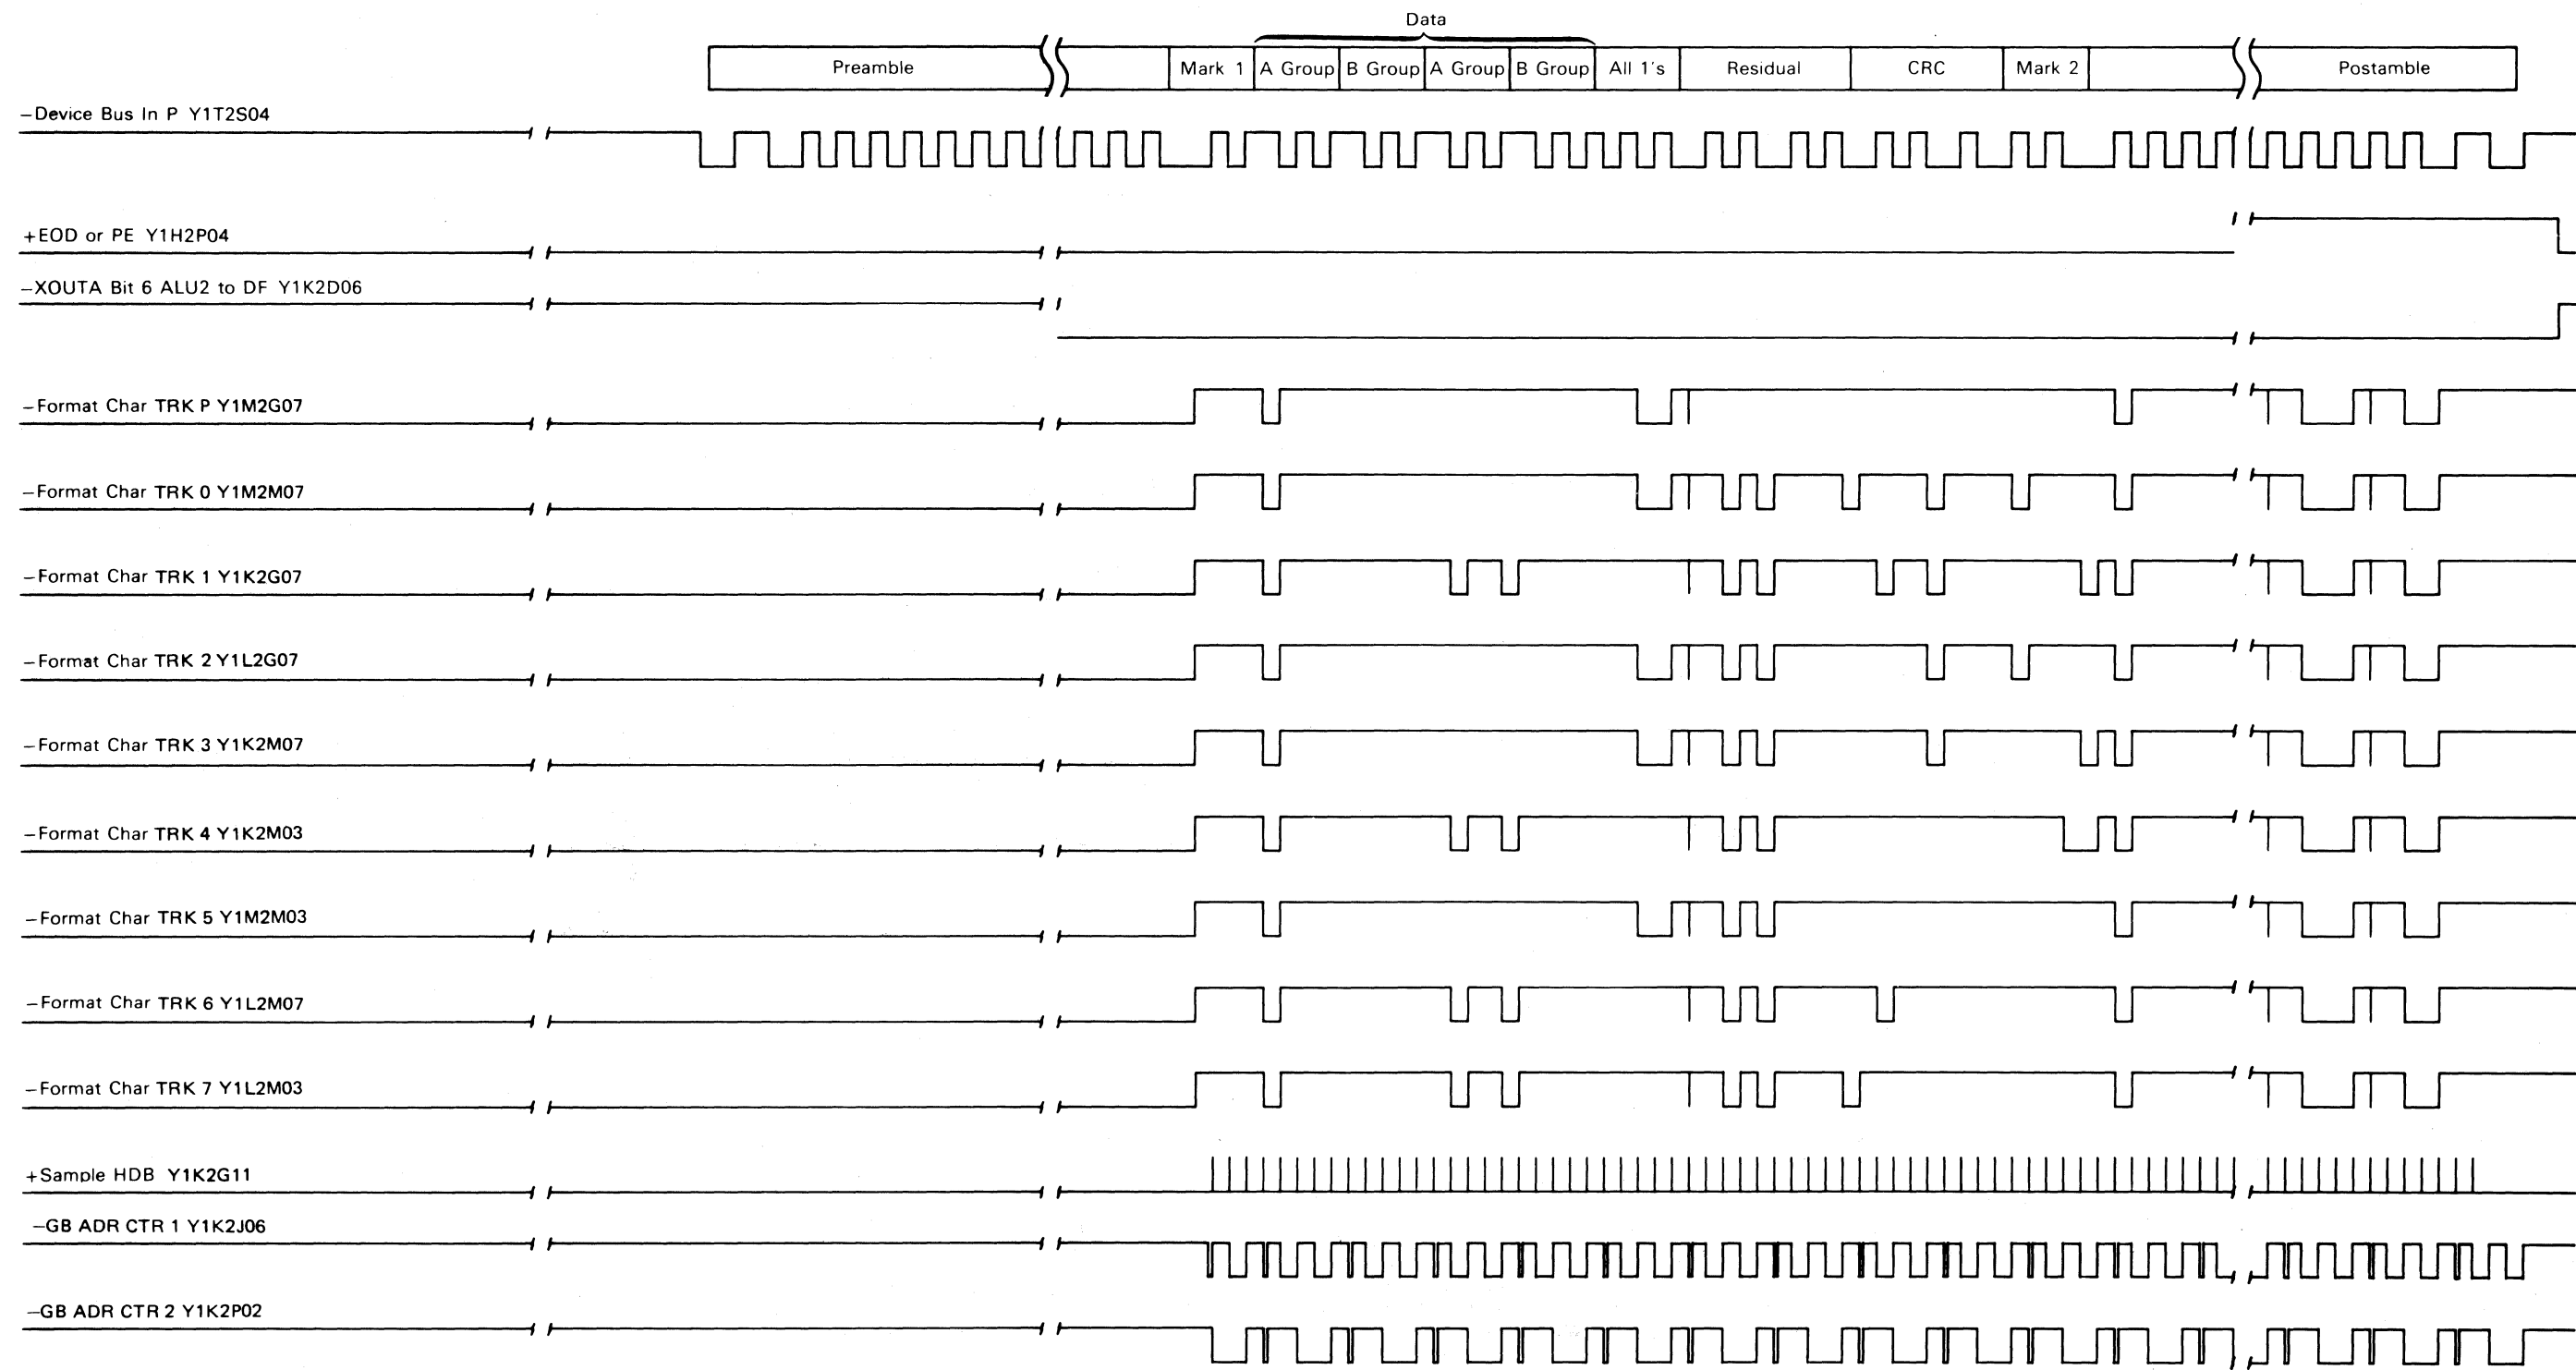 Data
Preamble Mark 1 A Group B Group A Group B Group All 1's Residual CRC Mark 2 Postamble
−Device Bus In P Y1T2S04
+EOD or PE Y1H2P04
−XOUTA Bit 6 ALU2 to DF Y1K2D06
−Format Char TRK P Y1M2G07
−Format Char TRK 0 Y1M2M07
−Format Char TRK 1 Y1K2G07
−Format Char TRK 2 Y1L2G07
−Format Char TRK 3 Y1K2M07
−Format Char TRK 4 Y1K2M03
−Format Char TRK 5 Y1M2M03
−Format Char TRK 6 Y1L2M07
−Format Char TRK 7 Y1L2M03
+Sample HDB Y1K2G11
−GB ADR CTR 1 Y1K2J06
−GB ADR CTR 2 Y1K2P02